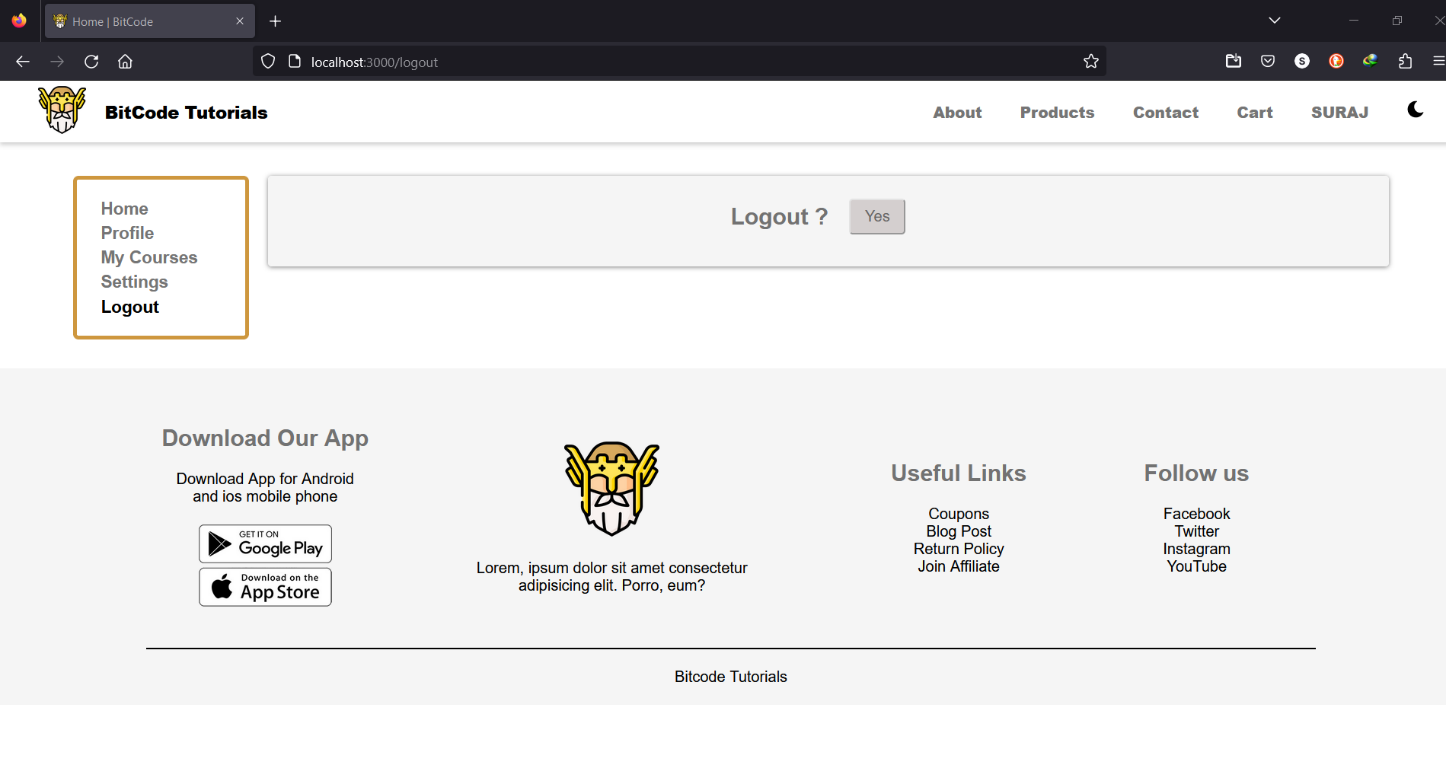 Home | BitCode
localhost:3000/logout
S
BitCode Tutorials
About Products Contact Cart SURAJ
Home
Profile
My Courses
Settings
Logout
Logout ? Yes
Download Our App
Download App for Android
and ios mobile phone
GET IT ON
Google Play
Download on the
App Store
Lorem, ipsum dolor sit amet consectetur
adipisicing elit. Porro, eum?
Useful Links
Coupons
Blog Post
Return Policy
Join Affiliate
Follow us
Facebook
Twitter
Instagram
YouTube
Bitcode Tutorials